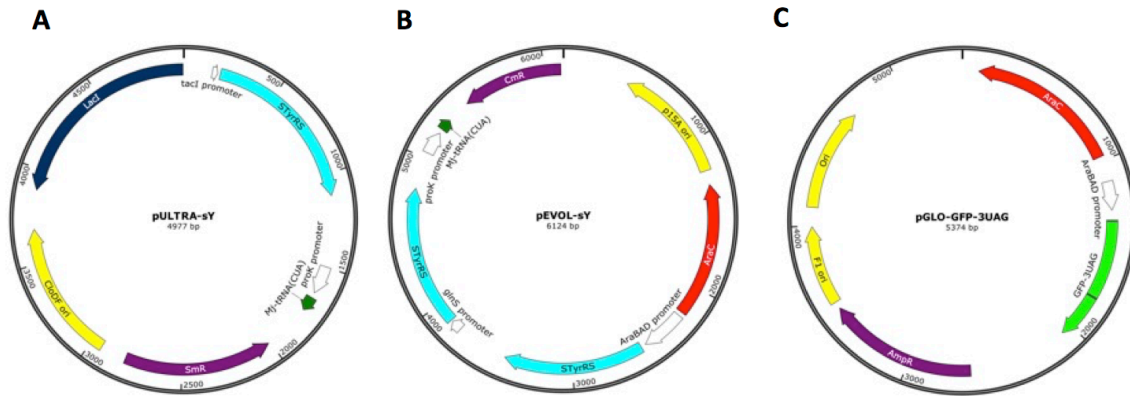 A
tacI promoter
LacI
STyrRS
500
1000
1500
2000
2500
3000
3500
4000
4500
pULTRA-sY
4977 bp
proK promoter
Mj-tRNA(CUA)
CloDF ori
SmR
B
CmR
p15A ori
Mj-tRNA(CUA)
proK promoter
pEVOL-sY
6124 bp
AraC
STyrRS
glnS promoter
AraBAD promoter
STyrRS
1000
2000
3000
4000
5000
6000
C
AraC
Ori
AraBAD promoter
pGLO-GFP-3UAG
5374 bp
GFP-3UAG
F1 ori
AmpR
1000
2000
3000
4000
5000